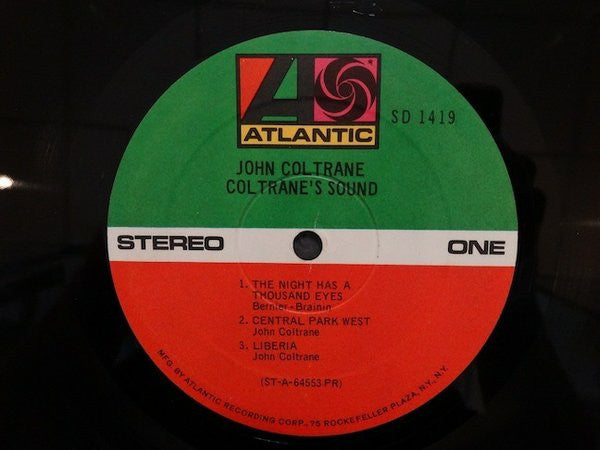 ATLANTIC
SD 1419
JOHN COLTRANE
COLTRANE'S SOUND
STEREO
ONE
1. THE NIGHT HAS A
THOUSAND EYES
Bernier-Brainin
2. CENTRAL PARK WEST
John Coltrane
3. LIBERIA
John Coltrane
(ST-A-64553 PR)
MFG. BY ATLANTIC RECORDING CORP., 75 ROCKEFELLER PLAZA, N.Y., N.Y.